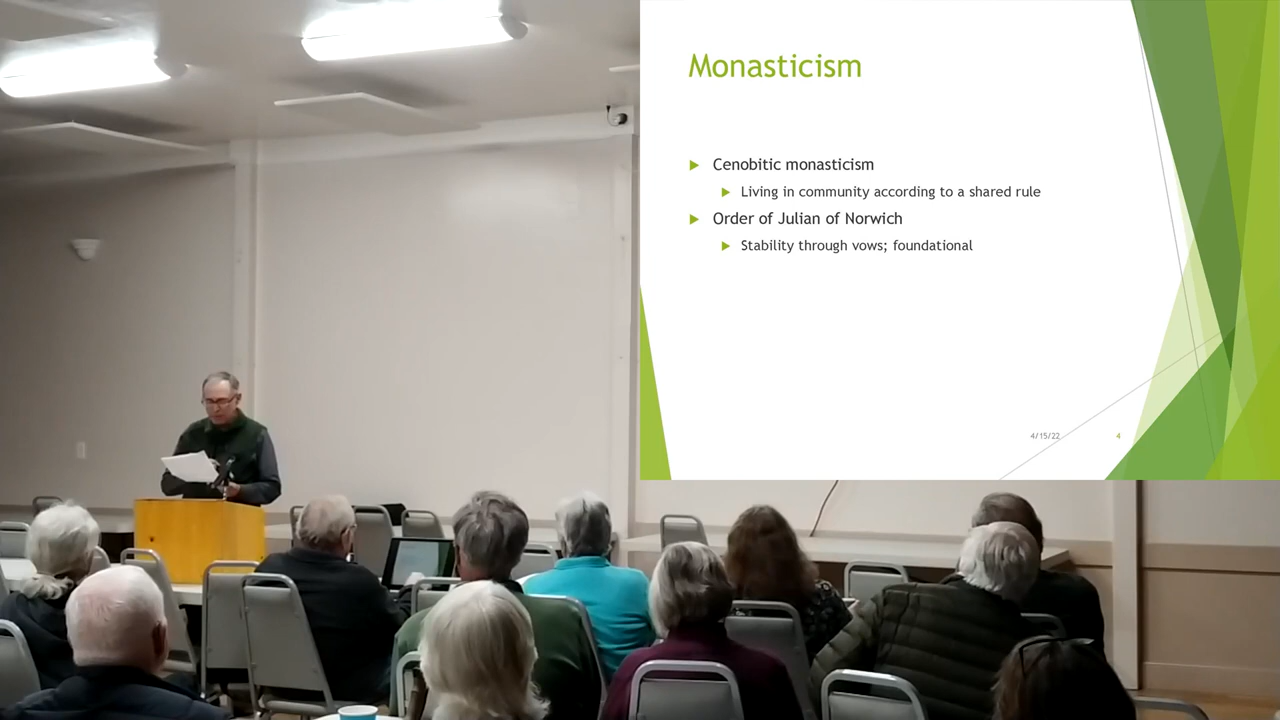 Monasticism
Cenobitic monasticism
Living in community according to a shared rule
Order of Julian of Norwich
Stability through vows; foundational
4/15/22
4